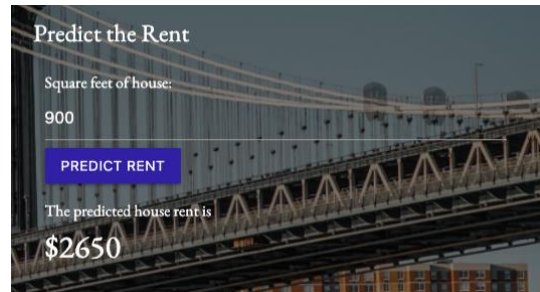 Predict the Rent
Square feet of house:
900
PREDICT RENT
The predicted house rent is
$2650